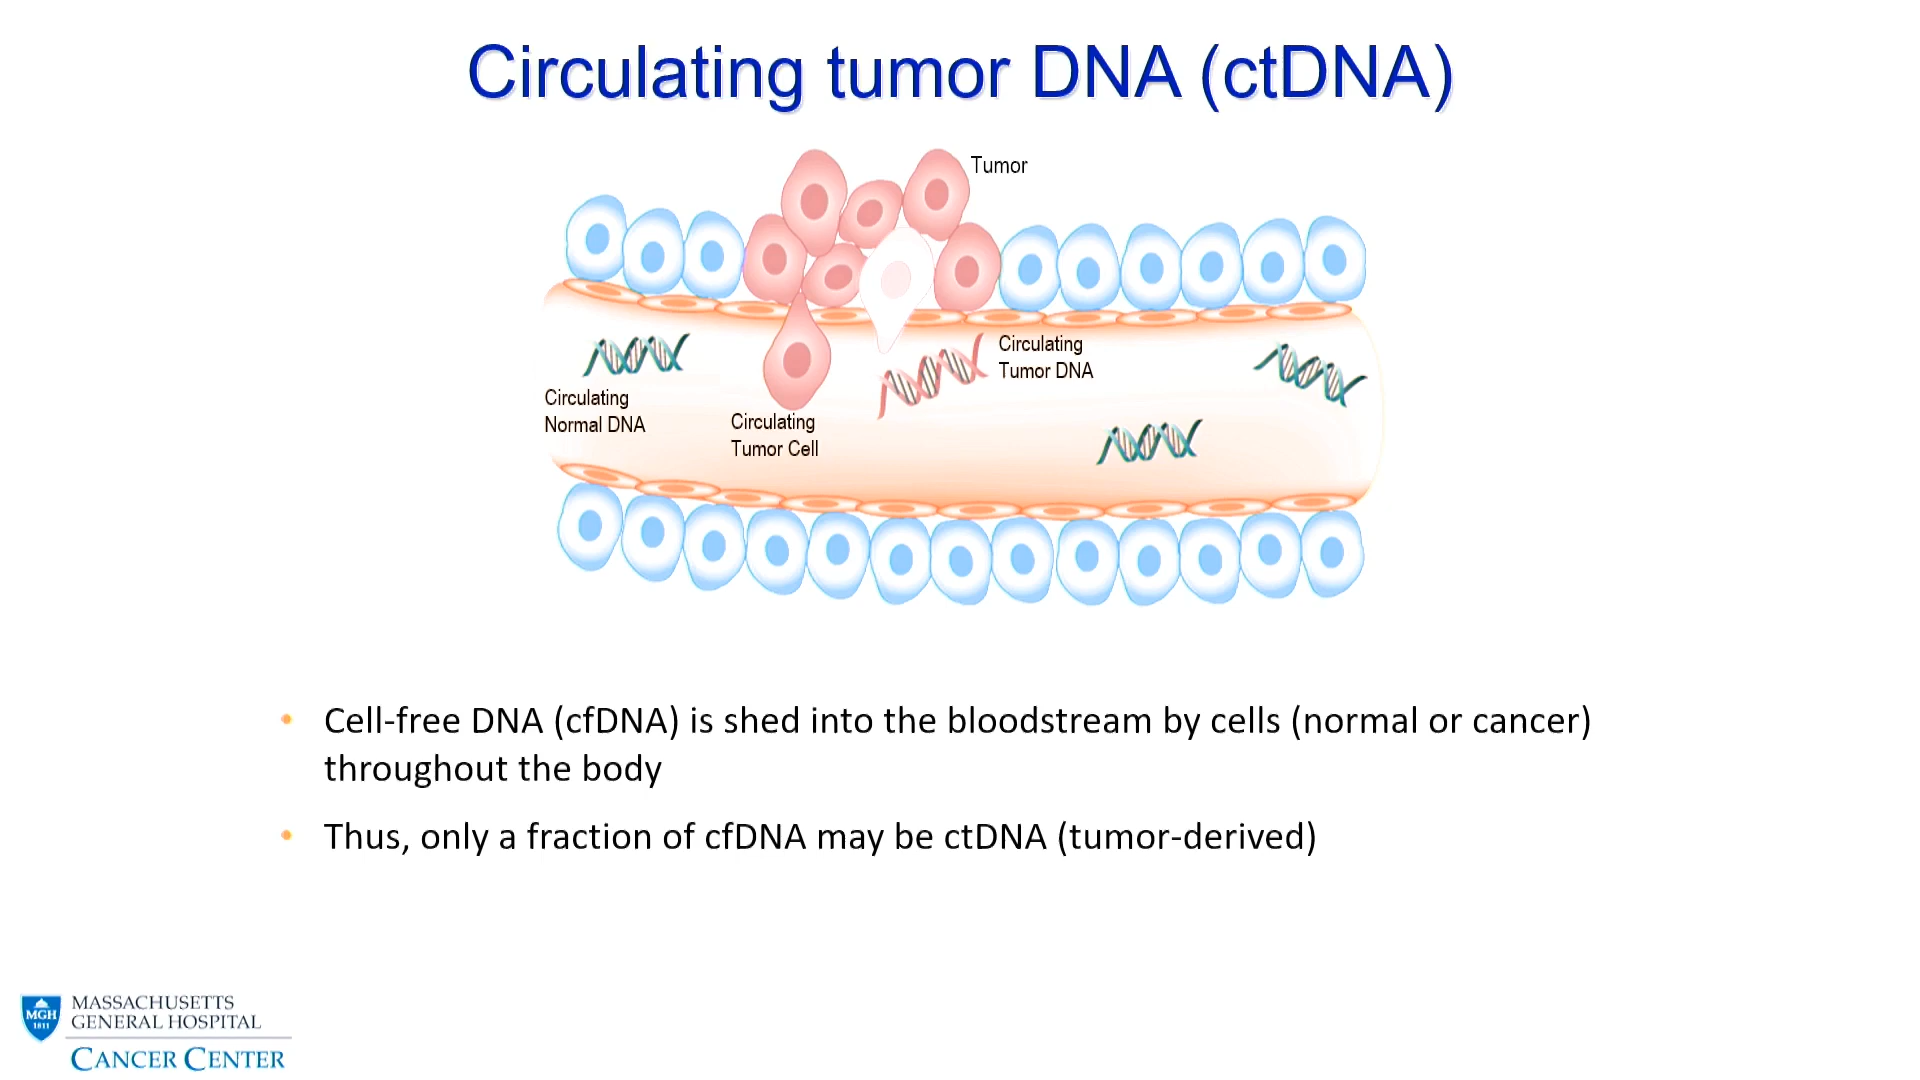 Circulating tumor DNA (ctDNA)
Tumor
Circulating
Normal DNA
Circulating
Tumor Cell
Circulating
Tumor DNA
• Cell-free DNA (cfDNA) is shed into the bloodstream by cells (normal or cancer)
throughout the body
• Thus, only a fraction of cfDNA may be ctDNA (tumor-derived)
MGH
1811
MASSACHUSETTS
GENERAL HOSPITAL
CANCER CENTER